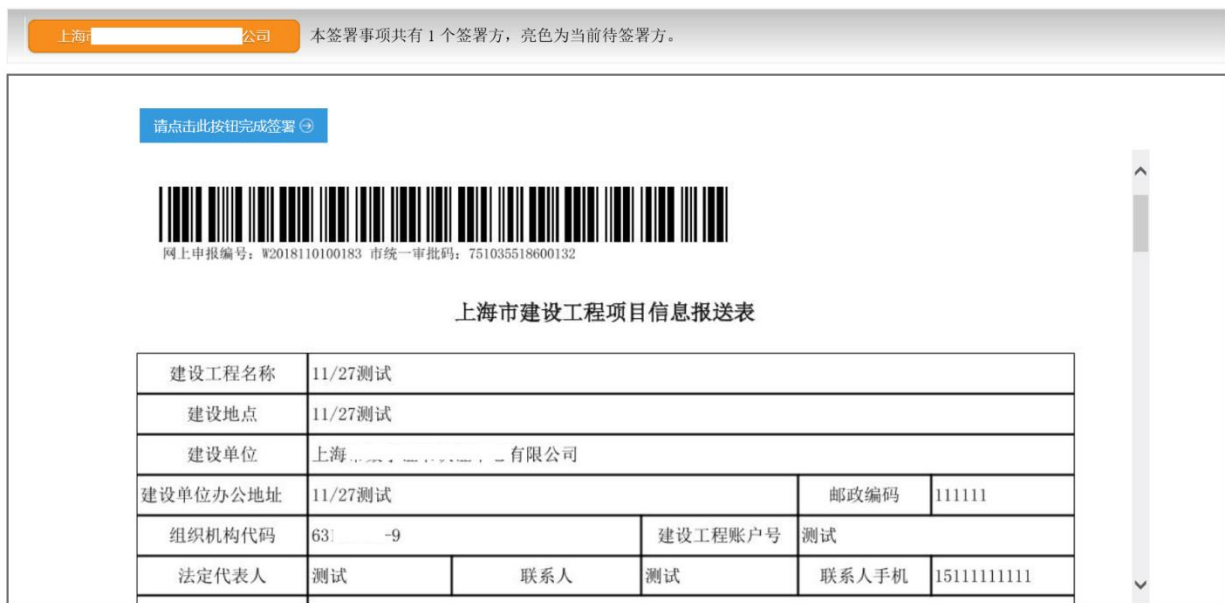 上海 公司 本签署事项共有 1 个签署方，亮色为当前待签署方。
请点击此按钮完成签署
网上申报编号：W2018110100183 市统一审批码：751035518600132
上海市建设工程项目信息报送表
建设工程名称 11/27测试
建设地点 11/27测试
建设单位 上海 有限公司
建设单位办公地址 11/27测试 邮政编码 111111
组织机构代码 63 -9 建设工程账户号 测试
法定代表人 测试 联系人 测试 联系人手机 15111111111